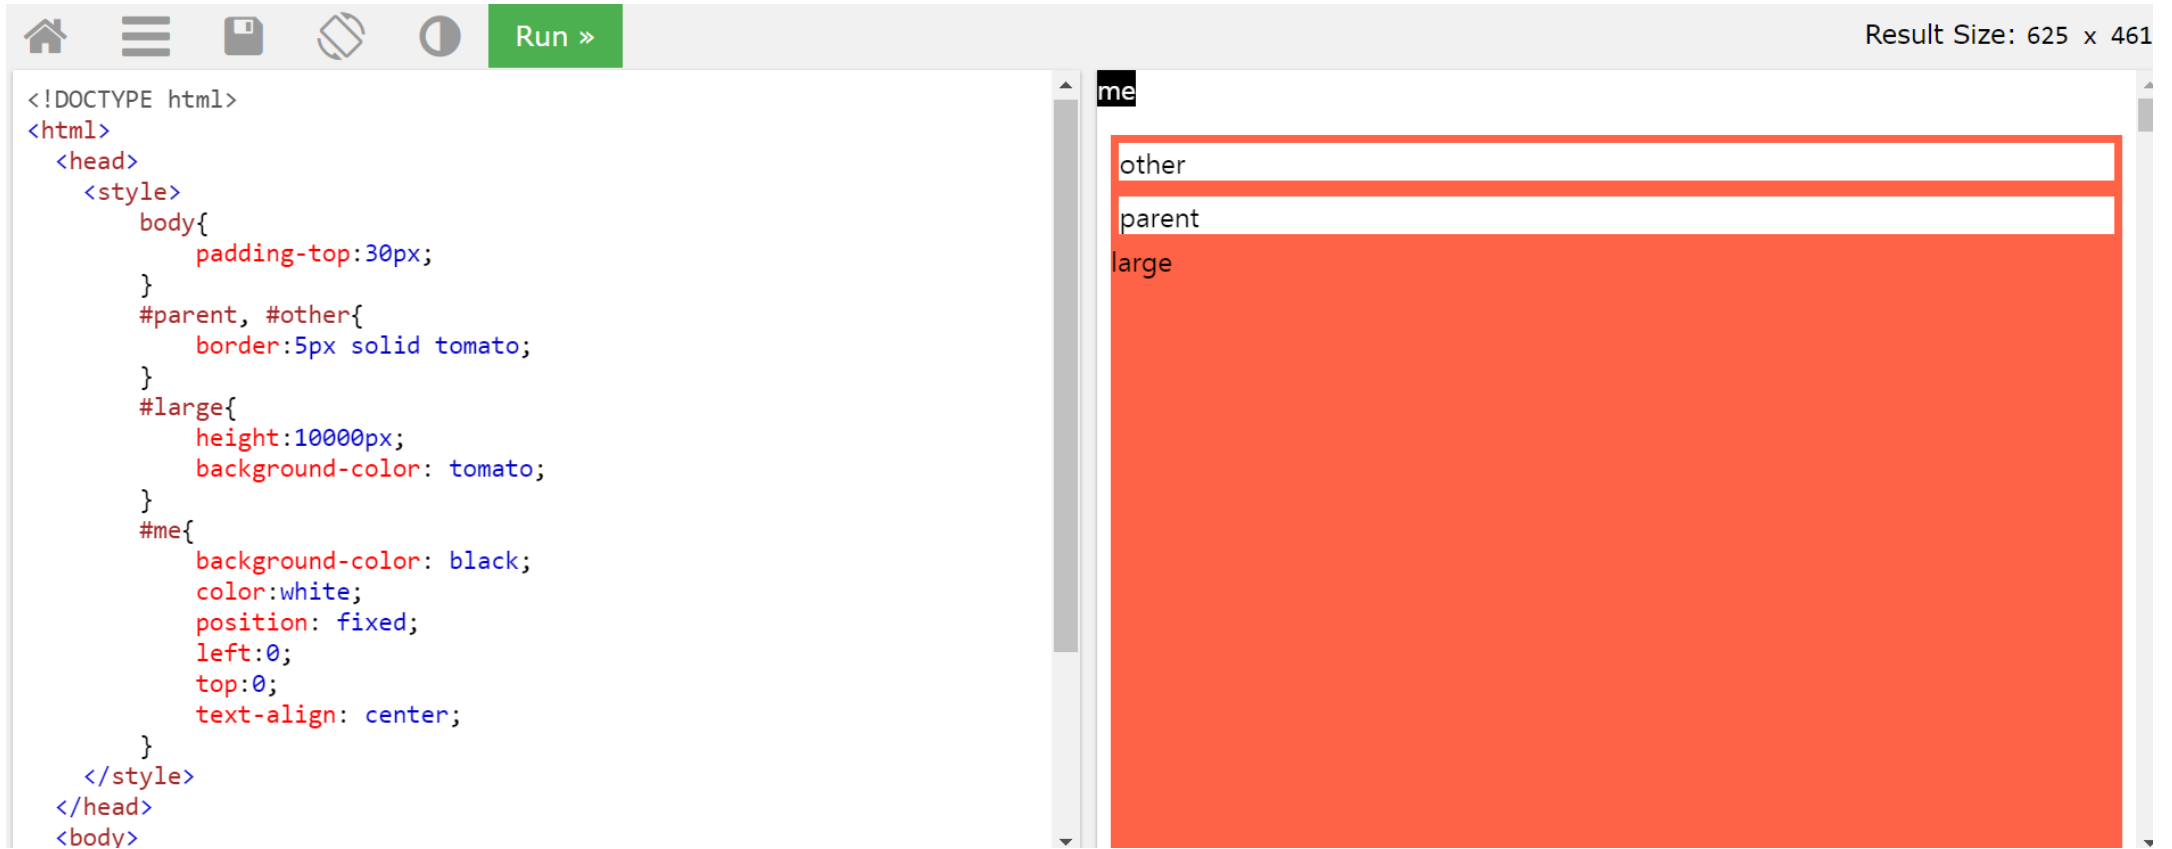 Run »
Result Size: 625 x 461
<!DOCTYPE html>
<html>
  <head>
    <style>
        body{
            padding-top:30px;
        }
        #parent, #other{
            border:5px solid tomato;
        }
        #large{
            height:10000px;
            background-color: tomato;
        }
        #me{
            background-color: black;
            color:white;
            position: fixed;
            left:0;
            top:0;
            text-align: center;
        }
    </style>
  </head>
  <body>
me
other
parent
large